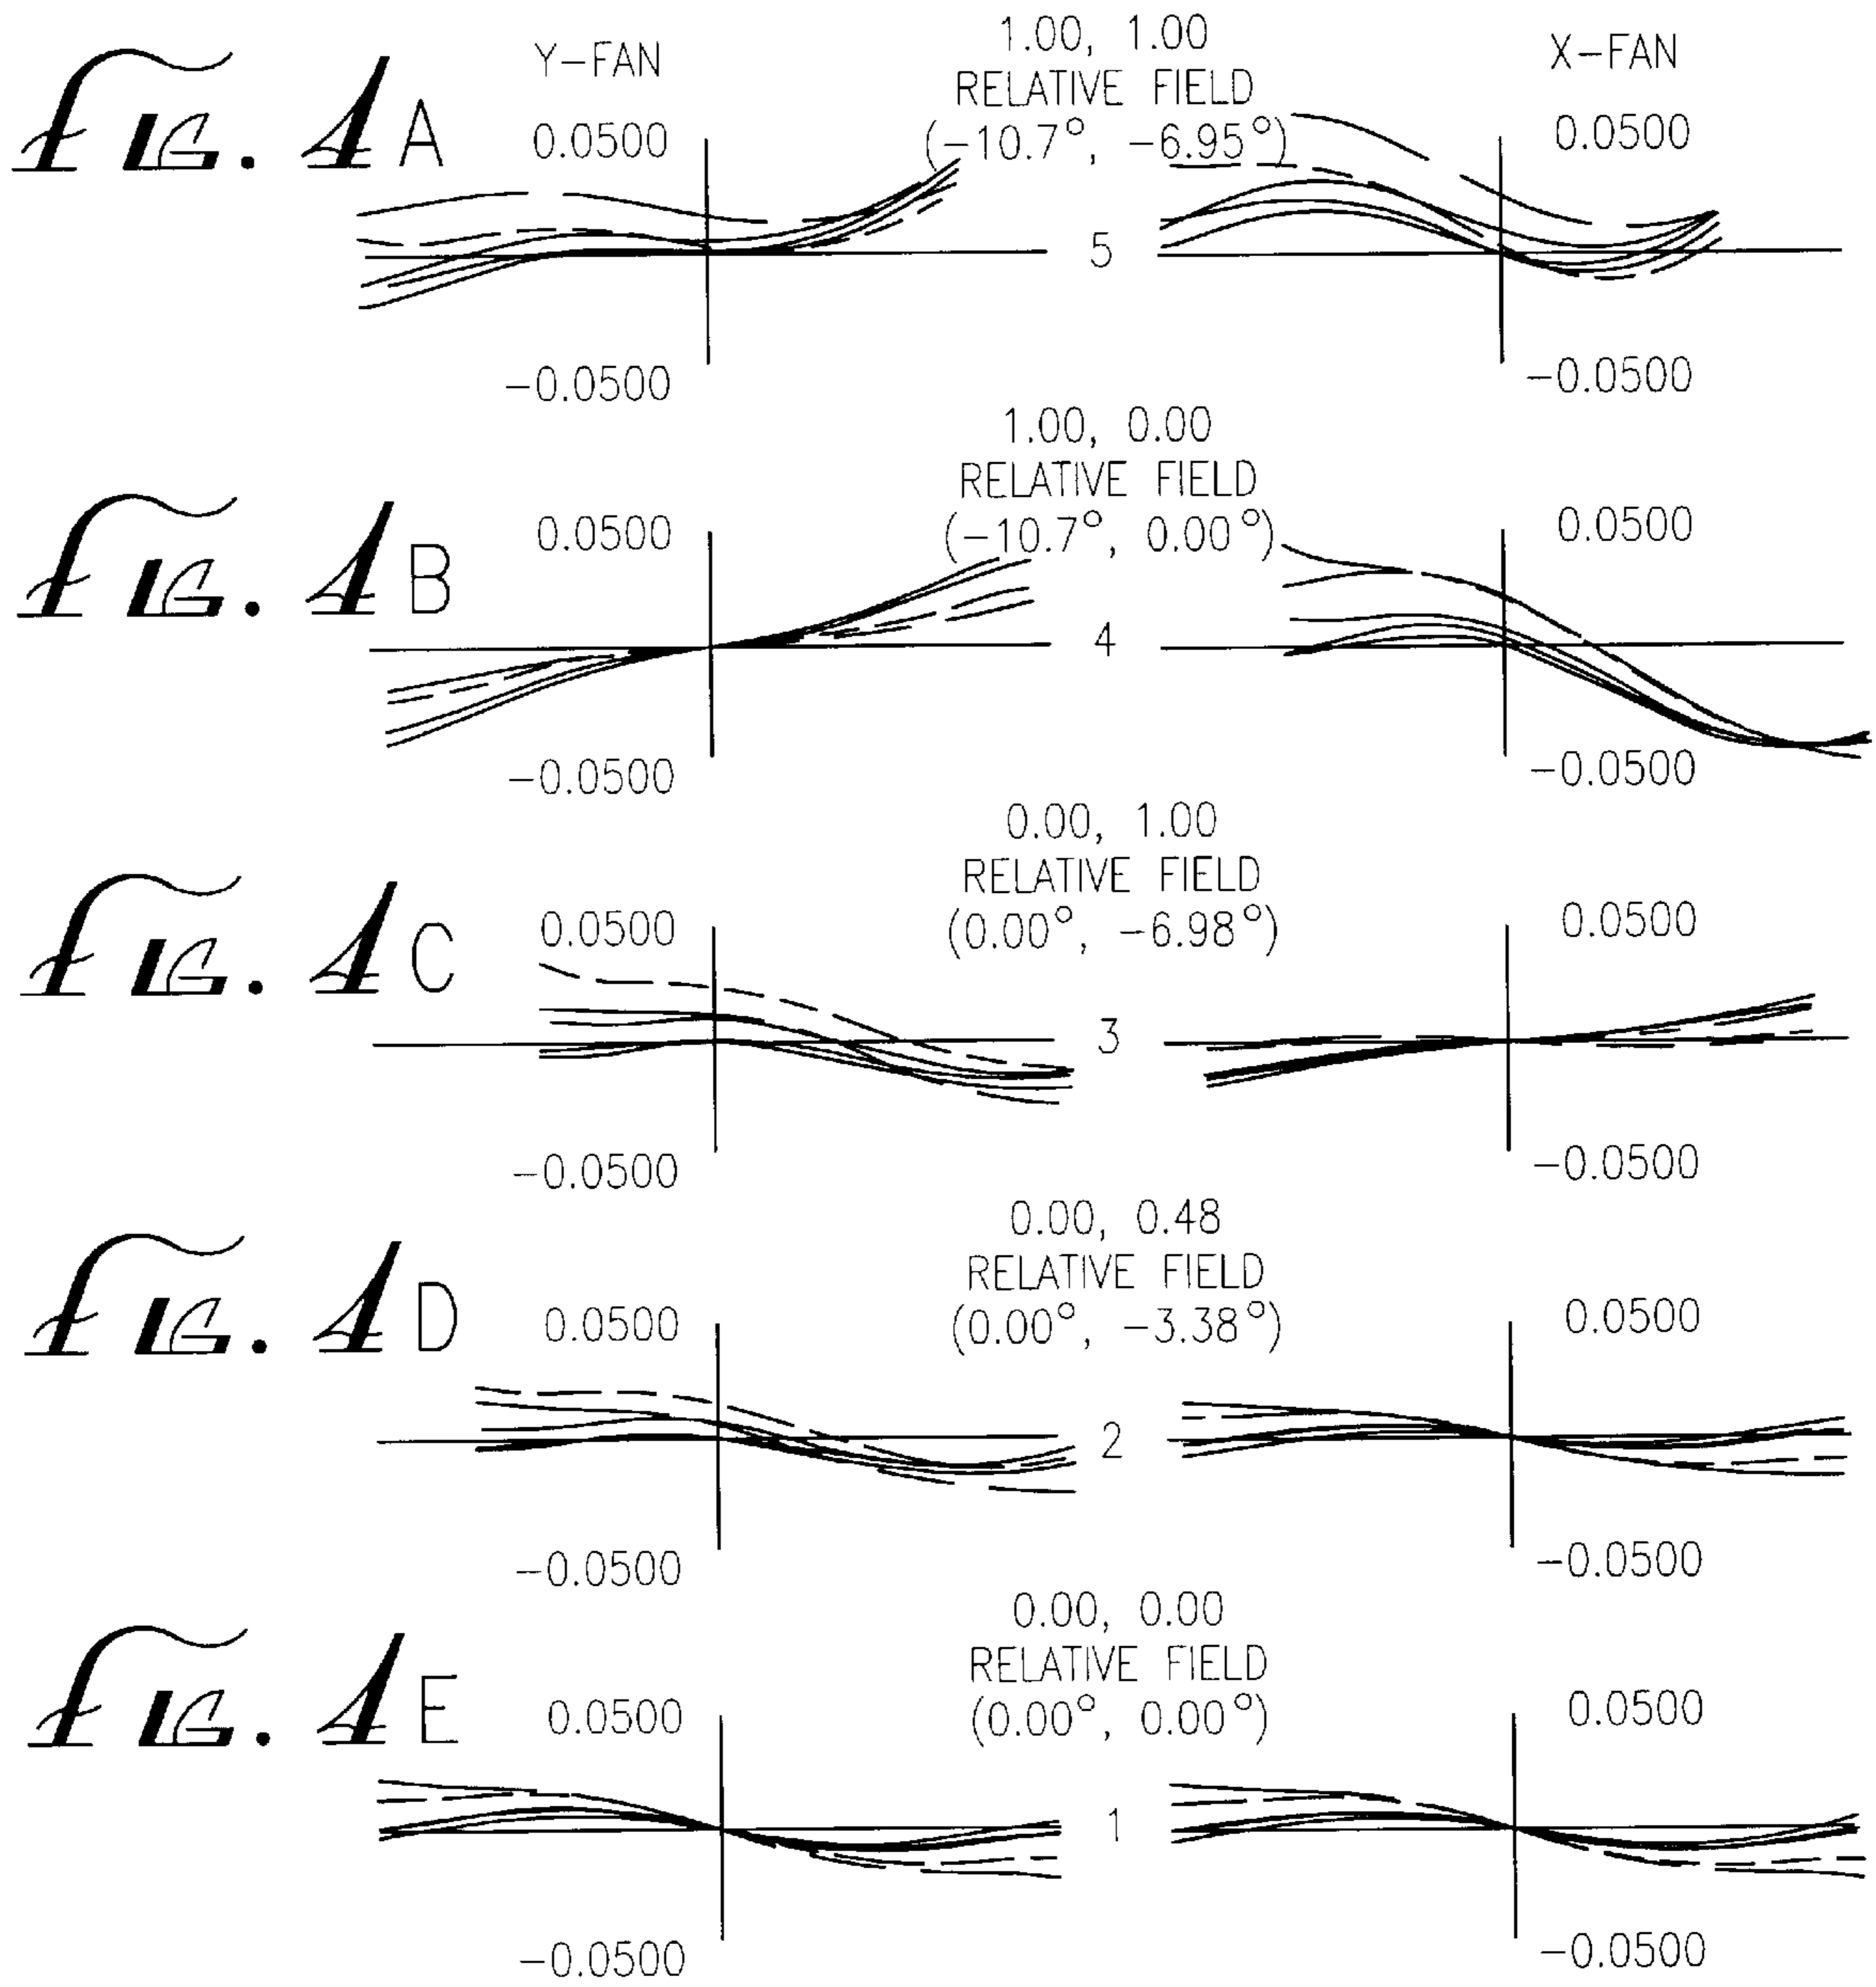 FIG. 4A
Y-FAN
1.00, 1.00
RELATIVE FIELD
(-10.7°, -6.95°)
X-FAN
0.0500
0.0500
5
-0.0500
-0.0500
FIG. 4B
1.00, 0.00
RELATIVE FIELD
(-10.7°, 0.00°)
0.0500
0.0500
4
-0.0500
-0.0500
FIG. 4C
0.00, 1.00
RELATIVE FIELD
(0.00°, -6.98°)
0.0500
0.0500
3
-0.0500
-0.0500
FIG. 4D
0.00, 0.48
RELATIVE FIELD
(0.00°, -3.38°)
0.0500
0.0500
2
-0.0500
-0.0500
FIG. 4E
0.00, 0.00
RELATIVE FIELD
(0.00°, 0.00°)
0.0500
0.0500
1
-0.0500
-0.0500